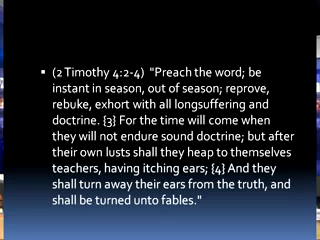 ▪ (2 Timothy 4:2-4)  "Preach the word; be
instant in season, out of season; reprove,
rebuke, exhort with all longsuffering and
doctrine. {3} For the time will come when
they will not endure sound doctrine; but after
their own lusts shall they heap to themselves
teachers, having itching ears; {4} And they
shall turn away their ears from the truth, and
shall be turned unto fables."